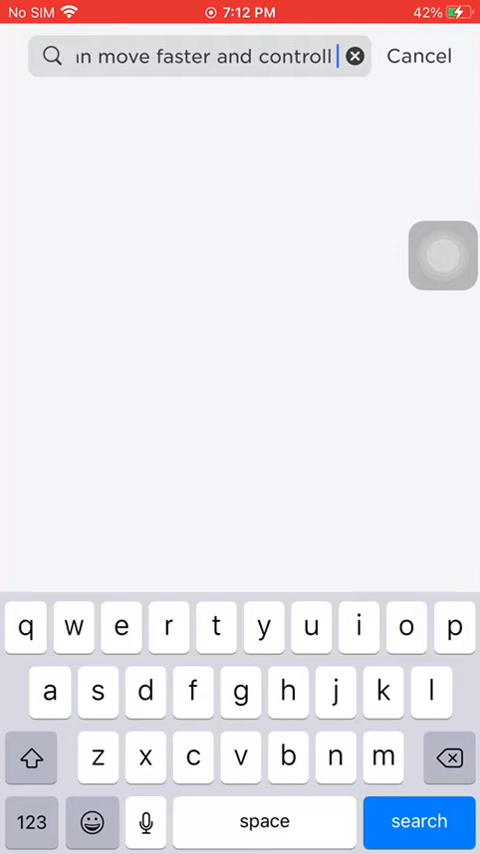 No SIM 7:12 PM 42%
move faster and controll Cancel
q w e r t y u i o p
a s d f g h j k l
z x c v b n m
123 space search